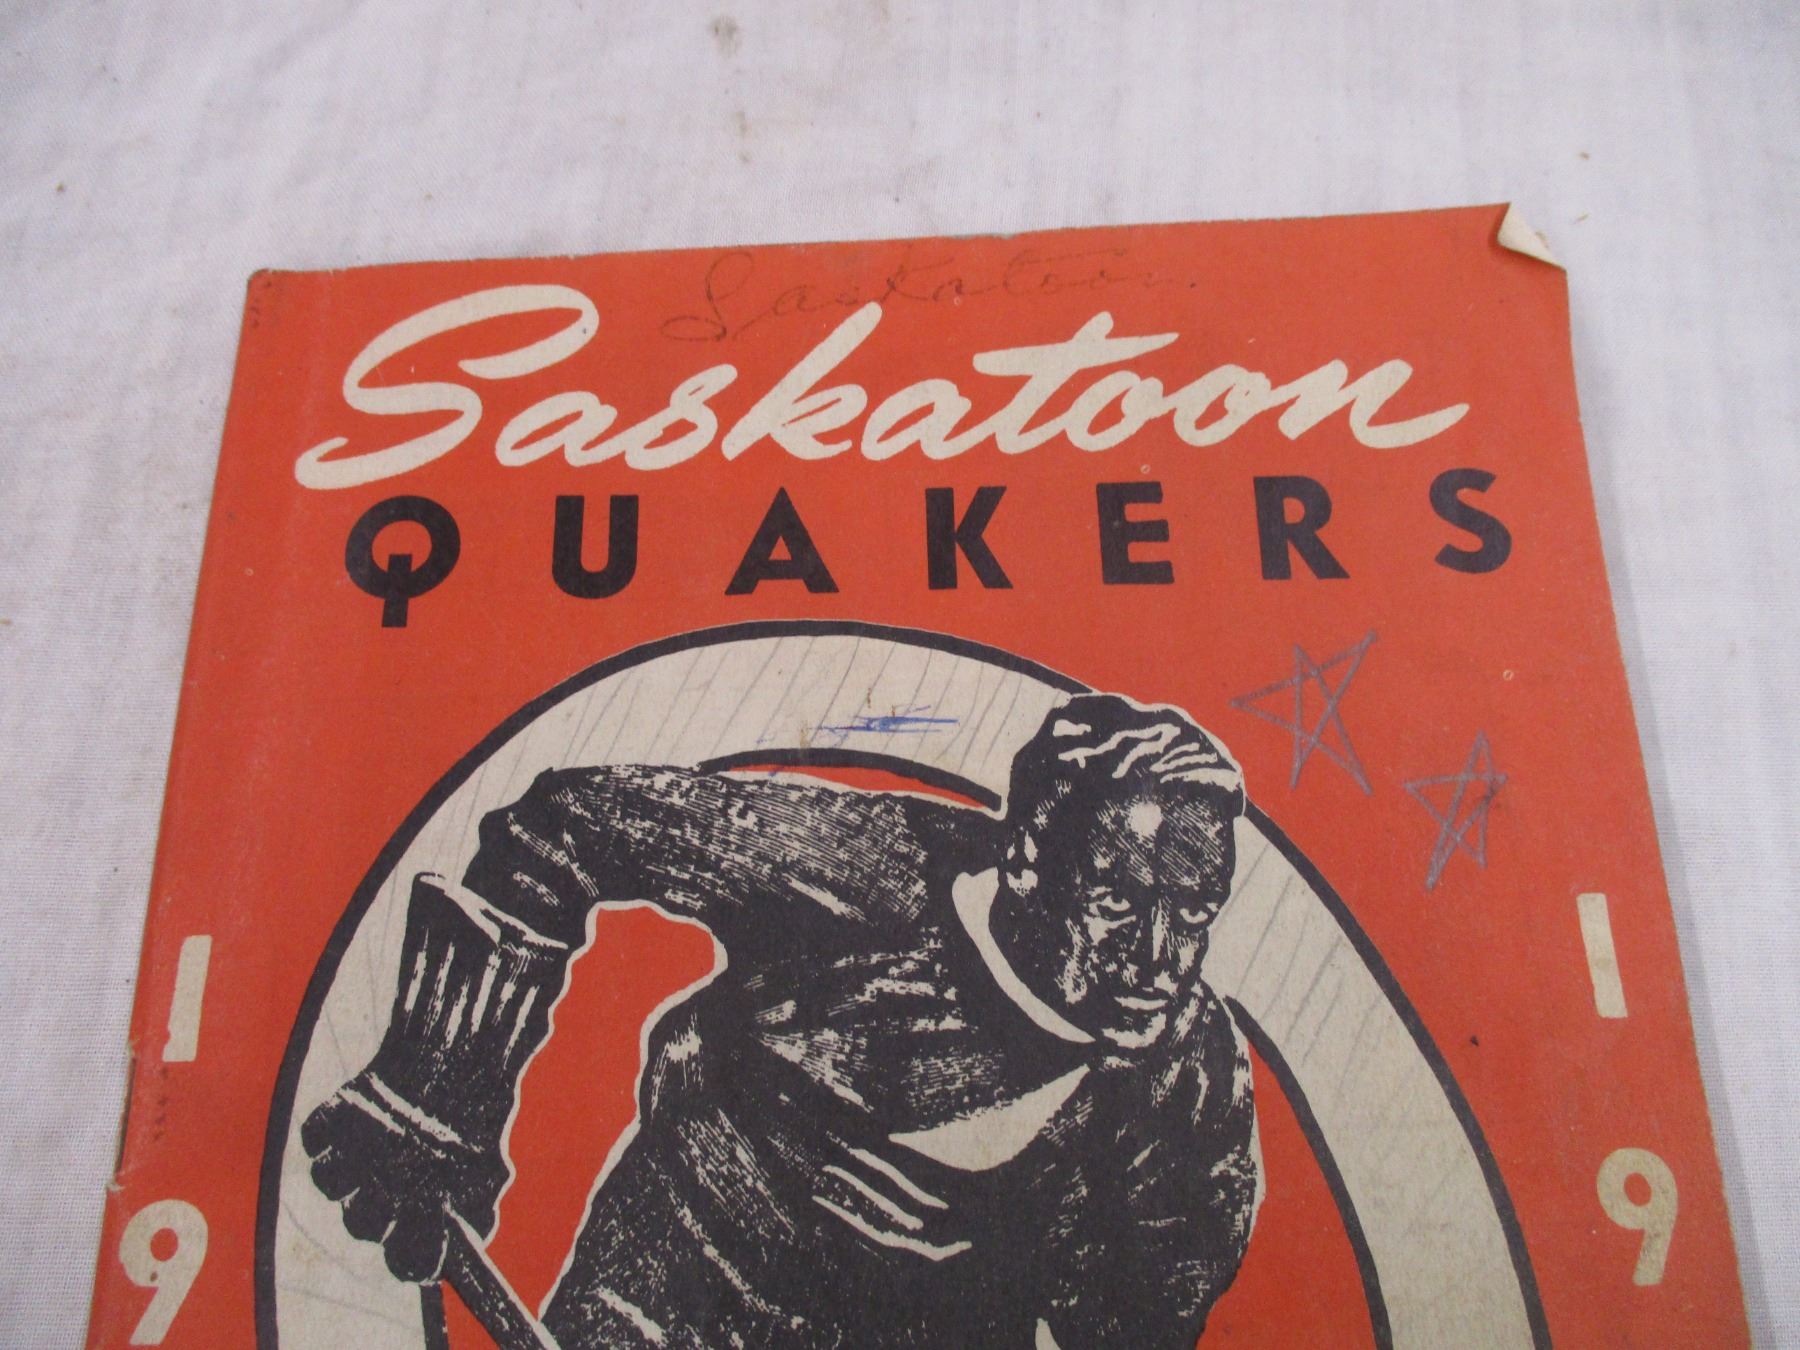 Saskatoon.
Saskatoon
QUAKERS
1 1
9 9